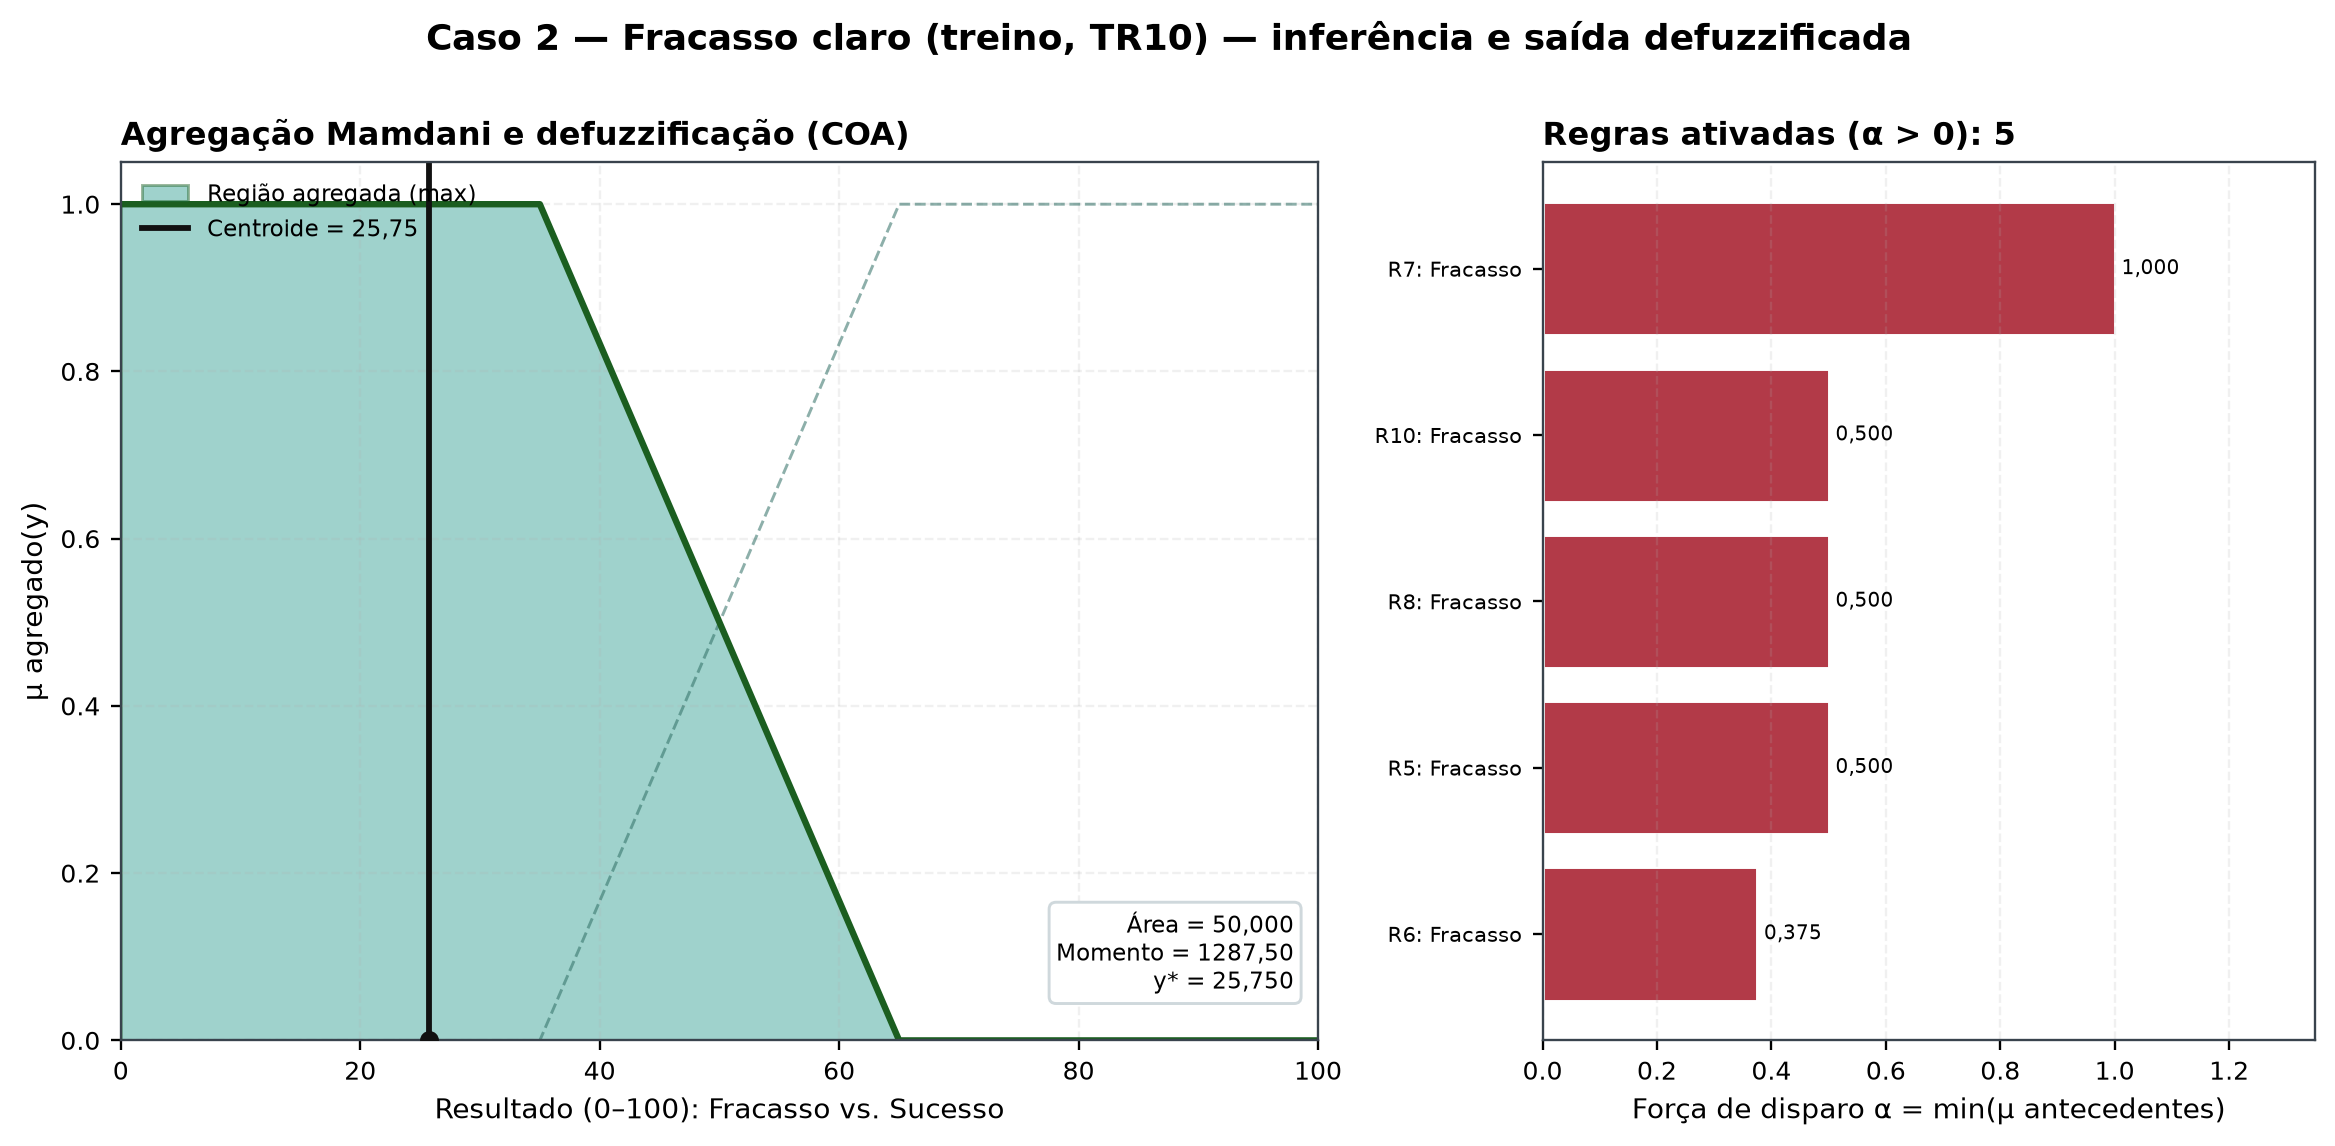 Caso 2 — Fracasso claro (treino, TR10) — inferência e saída defuzzificada
Agregação Mamdani e defuzzificação (COA)
Região agregada (max)
Centroide = 25,75
1.0
0.8
0.6
0.4
0.2
0.0
μ agregado(y)
Área = 50,000
Momento = 1287,50
y* = 25,750
0 20 40 60 80 100
Resultado (0–100): Fracasso vs. Sucesso
Regras ativadas (α > 0): 5
R7: Fracasso 1,000
R10: Fracasso 0,500
R8: Fracasso 0,500
R5: Fracasso 0,500
R6: Fracasso 0,375
0.0 0.2 0.4 0.6 0.8 1.0 1.2
Força de disparo α = min(μ antecedentes)